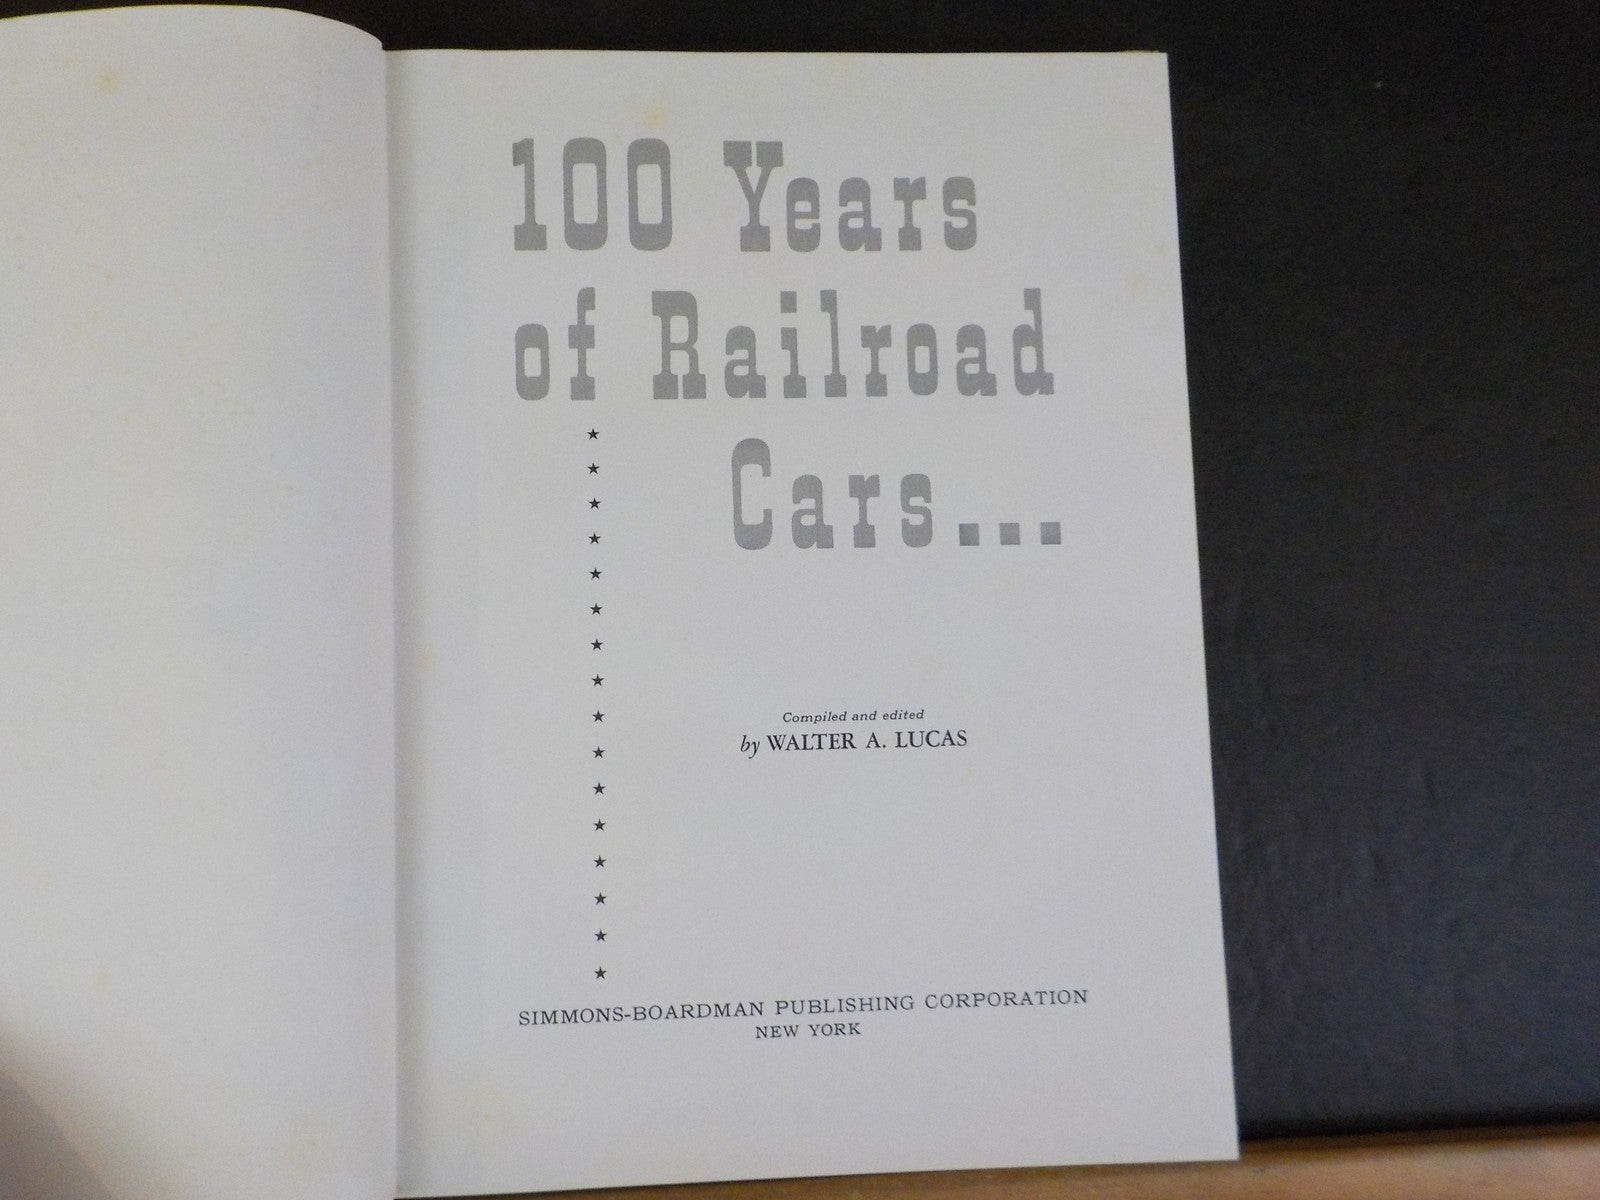 100 Years
of Railroad
Cars...
Compiled and edited
by WALTER A. LUCAS
SIMMONS-BOARDMAN PUBLISHING CORPORATION
NEW YORK